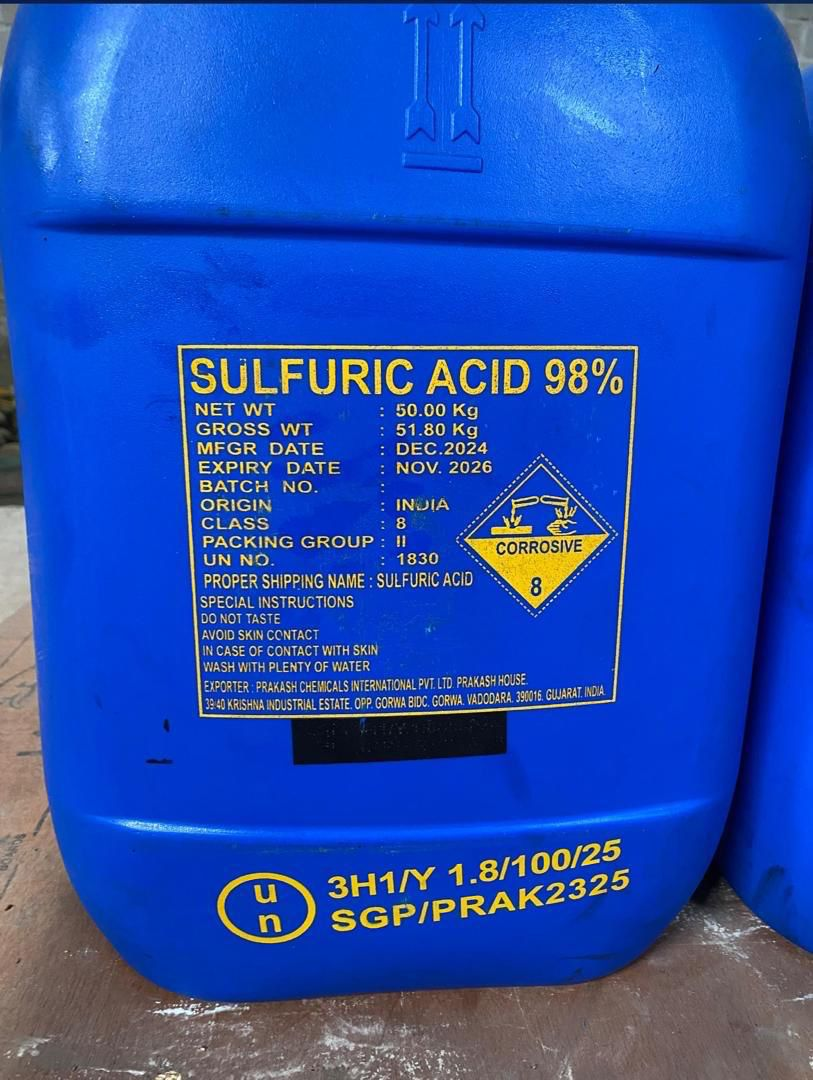 SULFURIC ACID 98%
NET WT : 50.00 Kg
GROSS WT : 51.80 Kg
MFGR DATE : DEC.2024
EXPIRY DATE : NOV. 2026
BATCH NO. :
ORIGIN : INDIA
CLASS : 8
PACKING GROUP : II
UN NO. : 1830
PROPER SHIPPING NAME : SULFURIC ACID
CORROSIVE
8
SPECIAL INSTRUCTIONS
DO NOT TASTE
AVOID SKIN CONTACT
IN CASE OF CONTACT WITH SKIN
WASH WITH PLENTY OF WATER
EXPORTER : PRAKASH CHEMICALS INTERNATIONAL PVT. LTD. PRAKASH HOUSE.
39/40 KRISHNA INDUSTRIAL ESTATE. OPP. GORWA BIDC. GORWA. VADODARA. 390016. GUJARAT. INDIA.
un
3H1/Y 1.8/100/25
SGP/PRAK2325